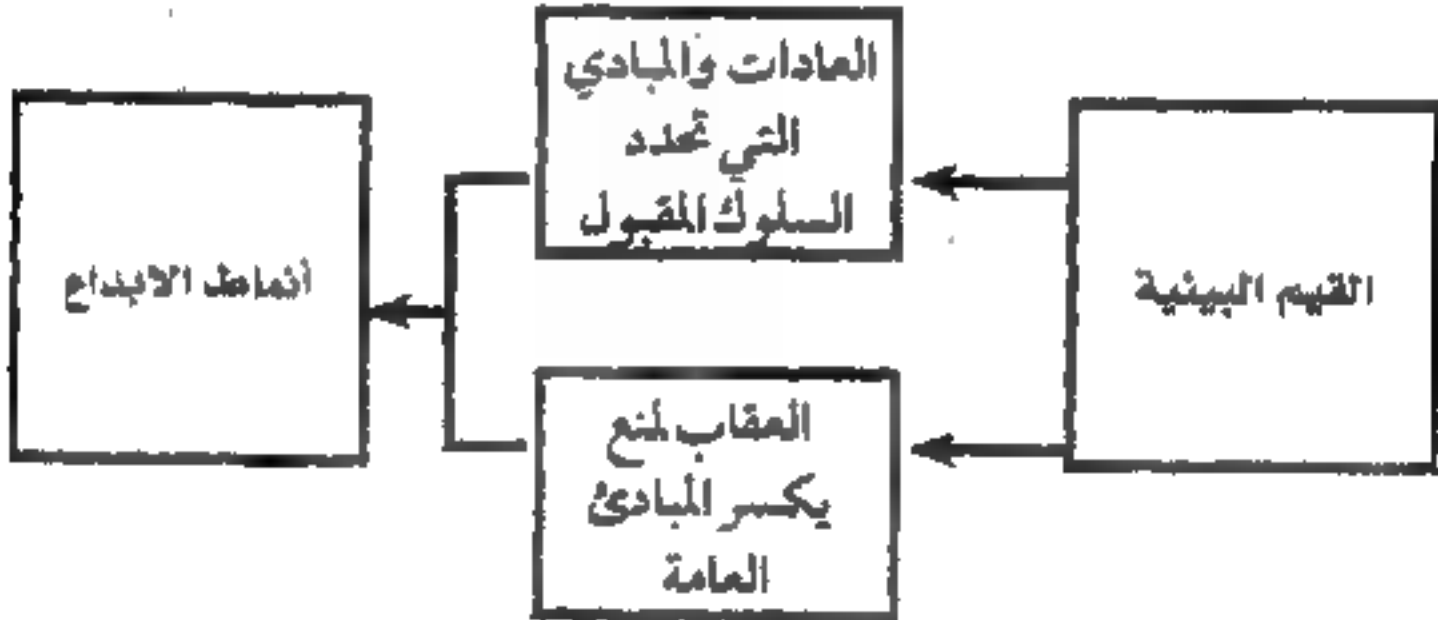 القيم البيئية
العادات والمبادي
التي تحدد
السلوك المقبول
العقاب لمنع
يكسر المبادئ
العامة
أنماط الابداع